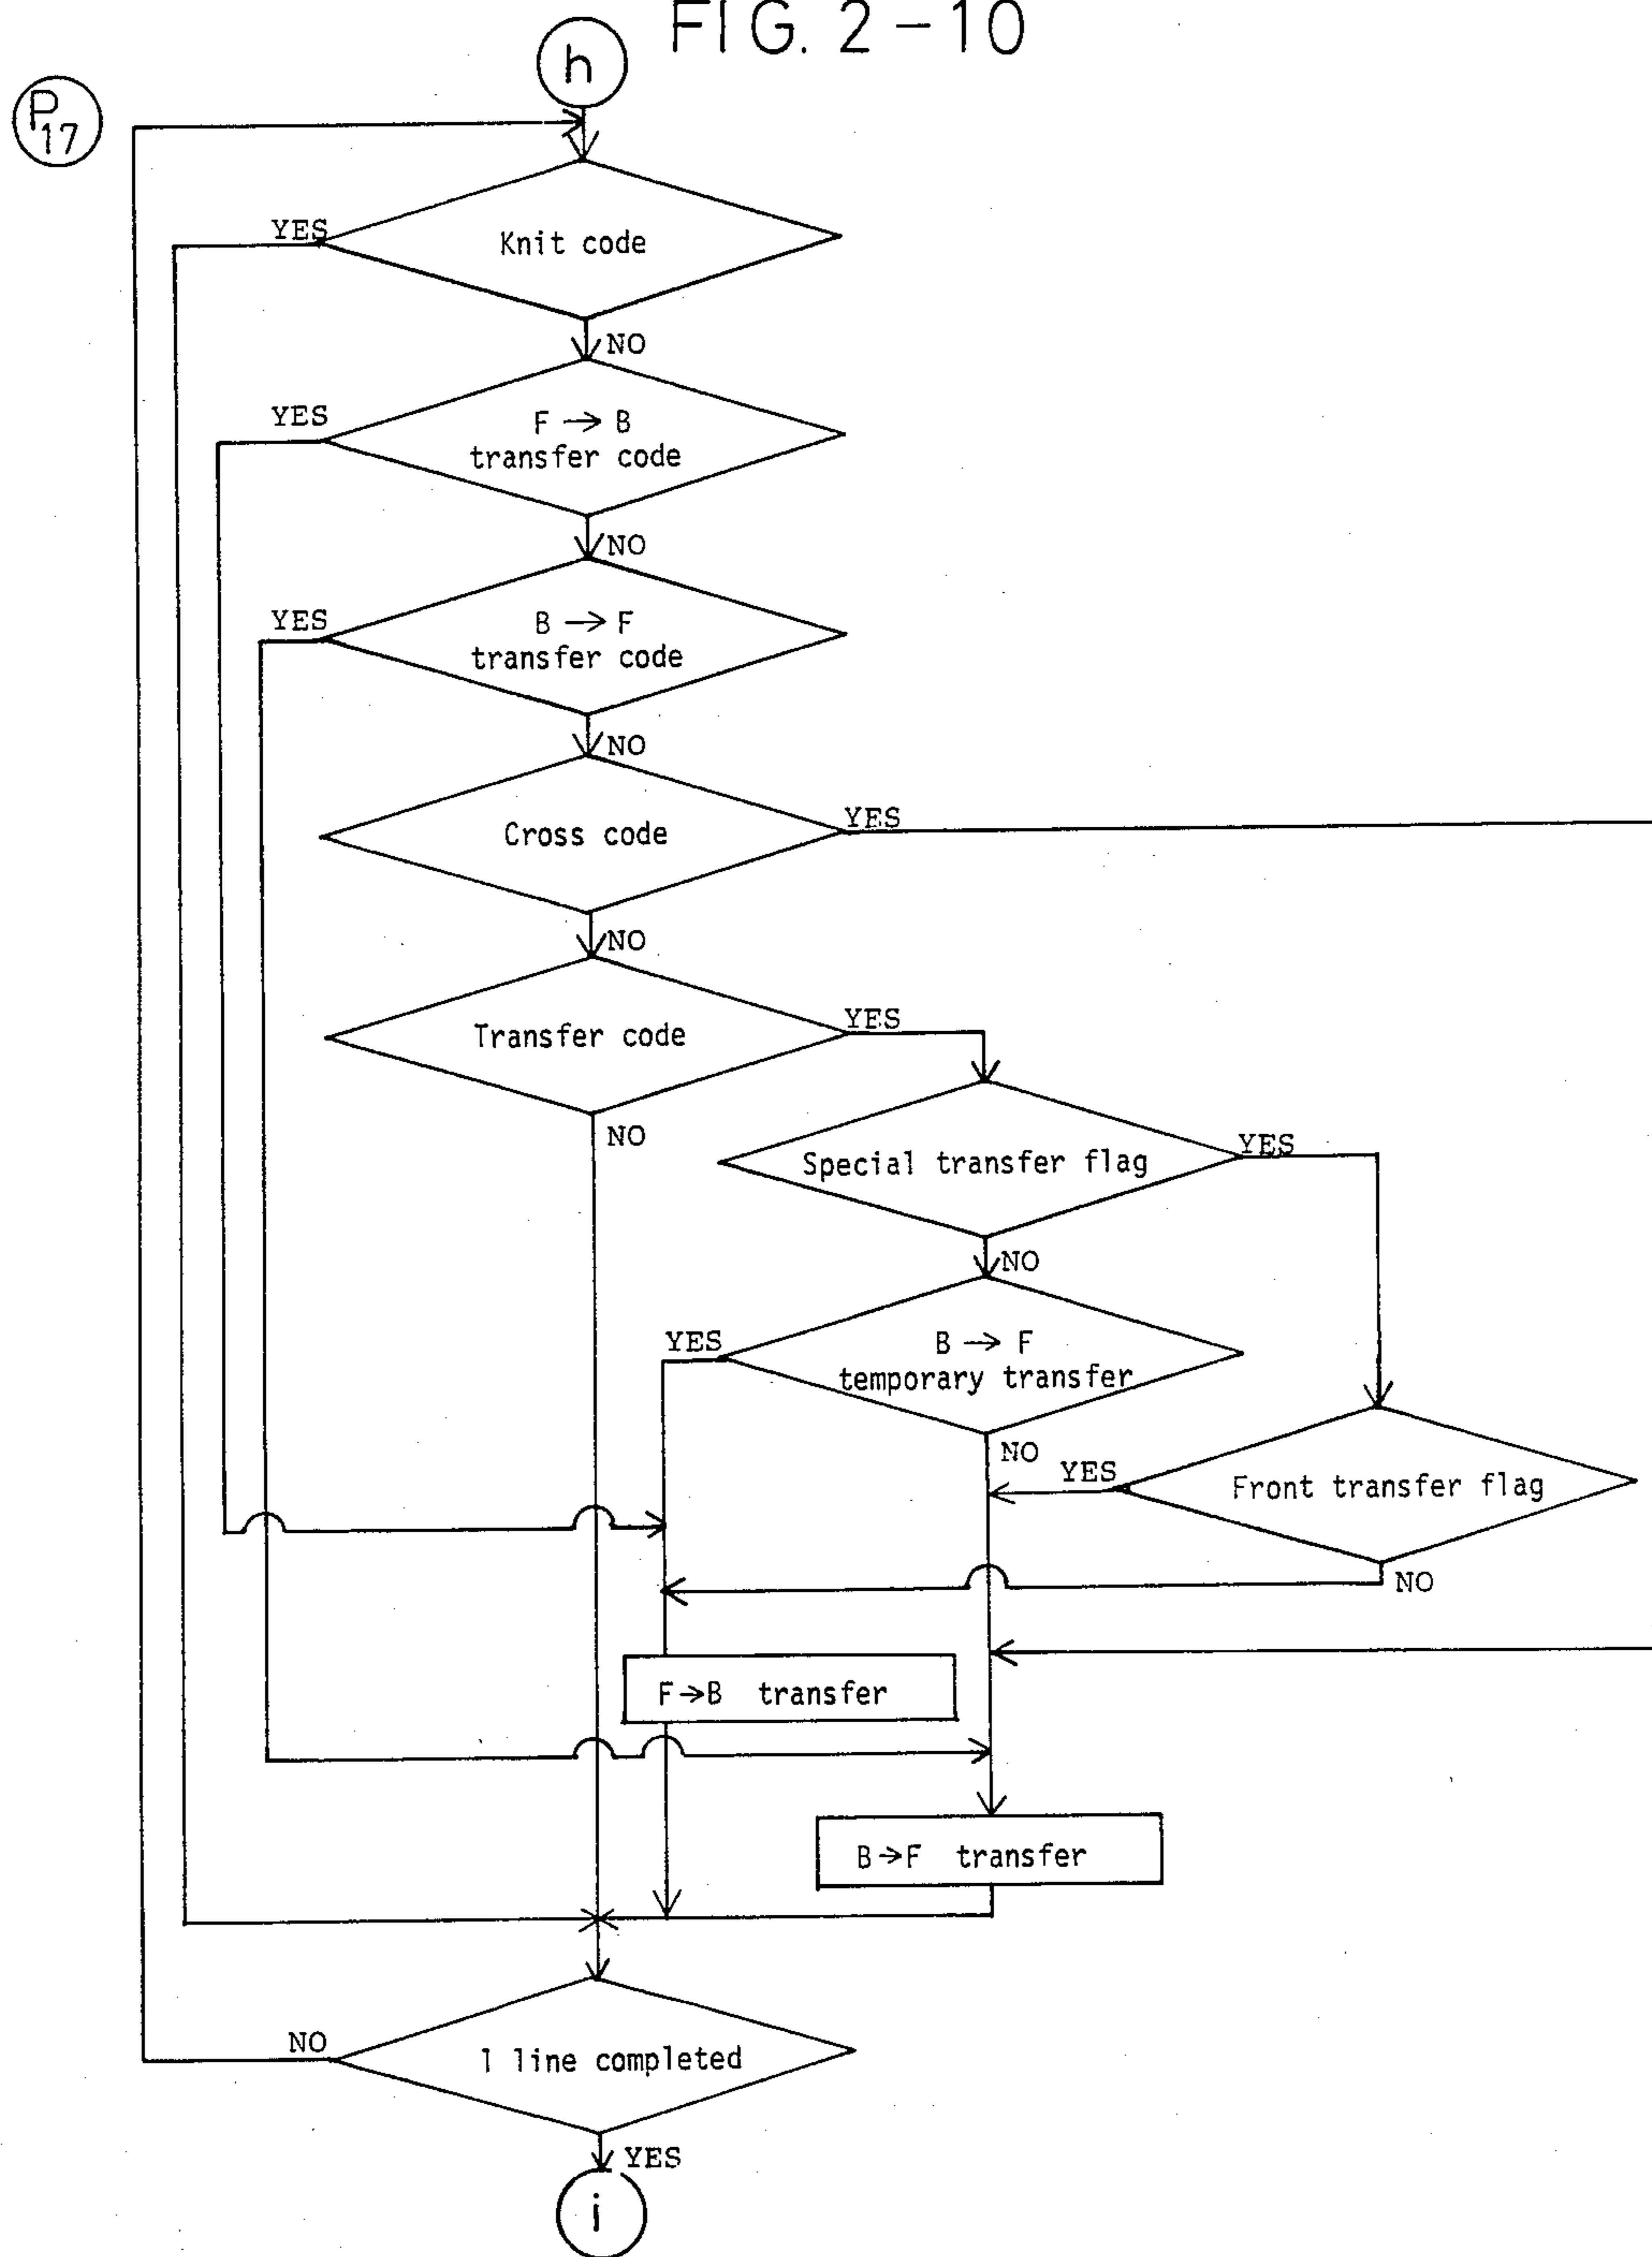 FIG. 2-10
h
P17
YES
Knit code
NO
YES
F → B
transfer code
NO
YES
B → F
transfer code
NO
Cross code
YES
NO
Transfer code
YES
NO
Special transfer flag
YES
NO
YES
B → F
temporary transfer
NO
YES
Front transfer flag
NO
F→B transfer
B→F transfer
NO
1 line completed
YES
i